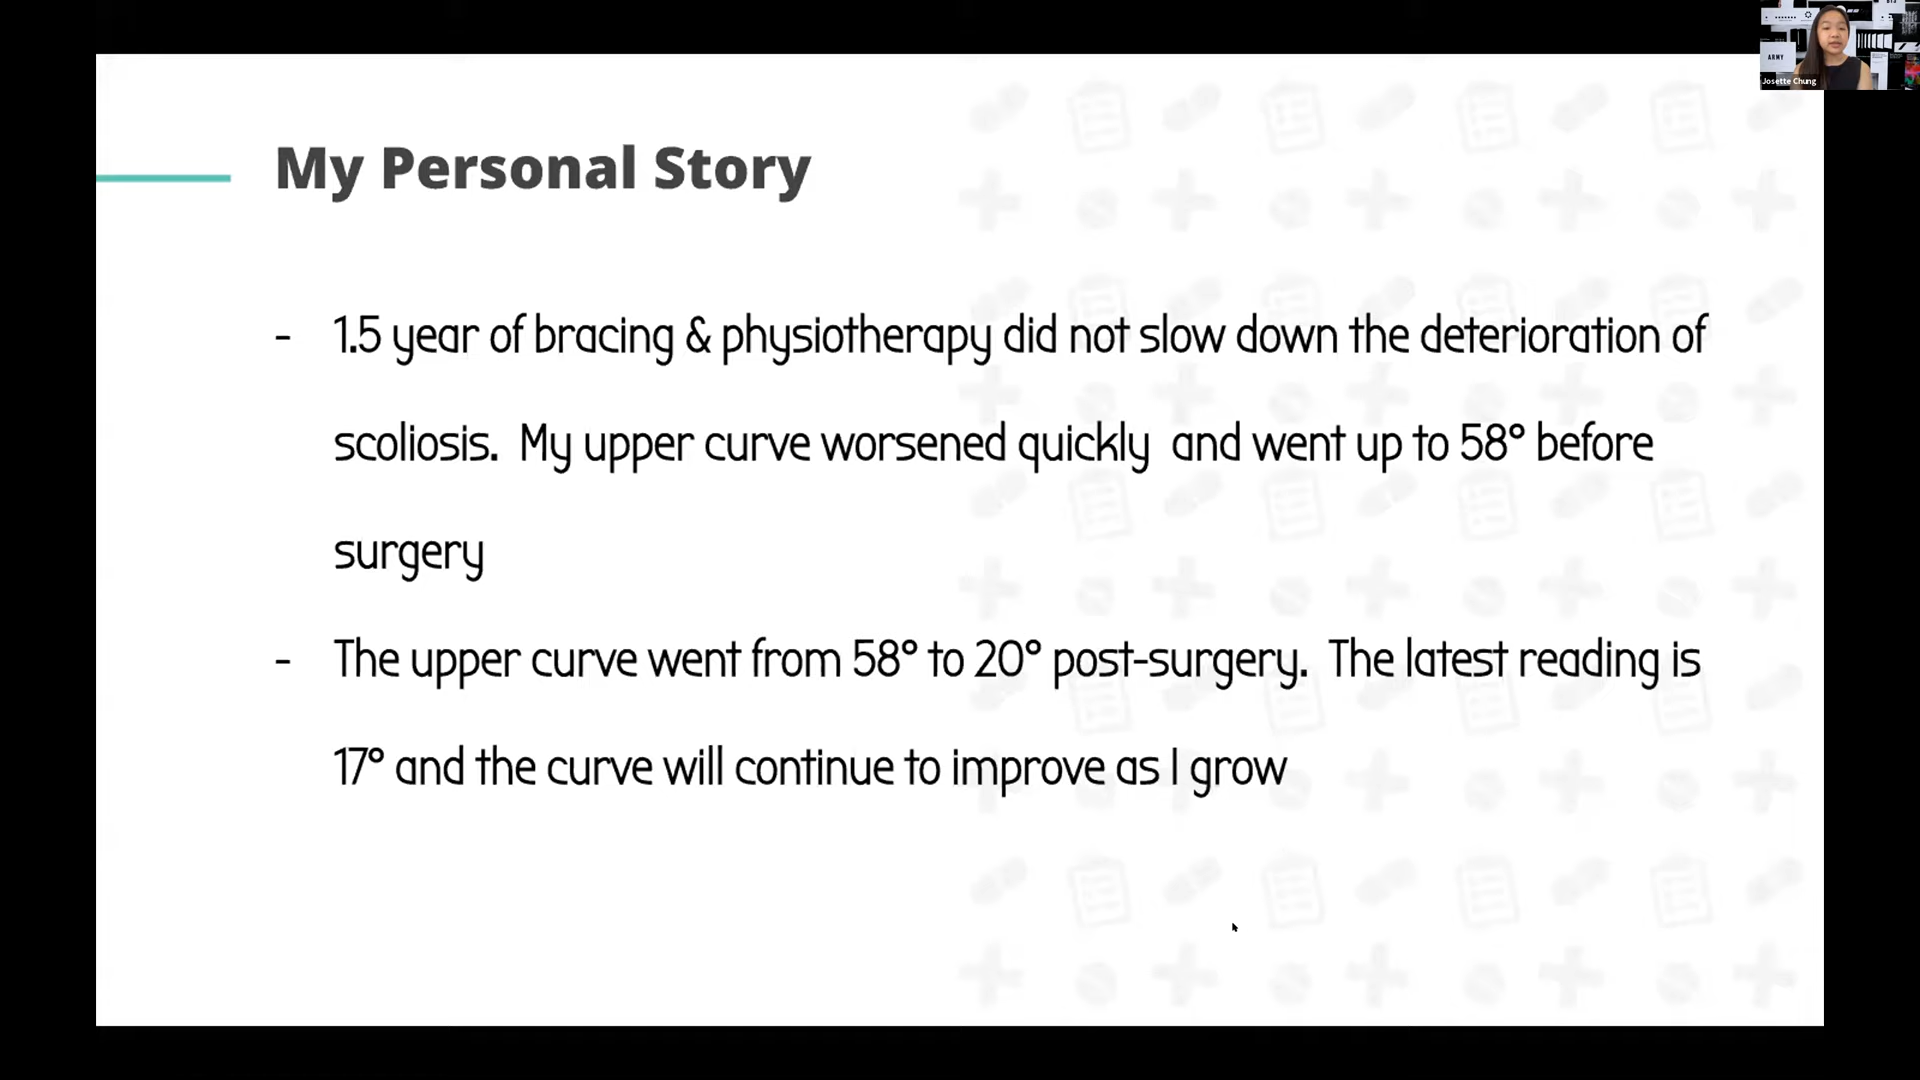 My Personal Story
- 1.5 year of bracing & physiotherapy did not slow down the deterioration of
scoliosis.  My upper curve worsened quickly  and went up to 58° before
surgery
- The upper curve went from 58° to 20° post-surgery.  The latest reading is
17° and the curve will continue to improve as I grow
ARMY
Josette Chung